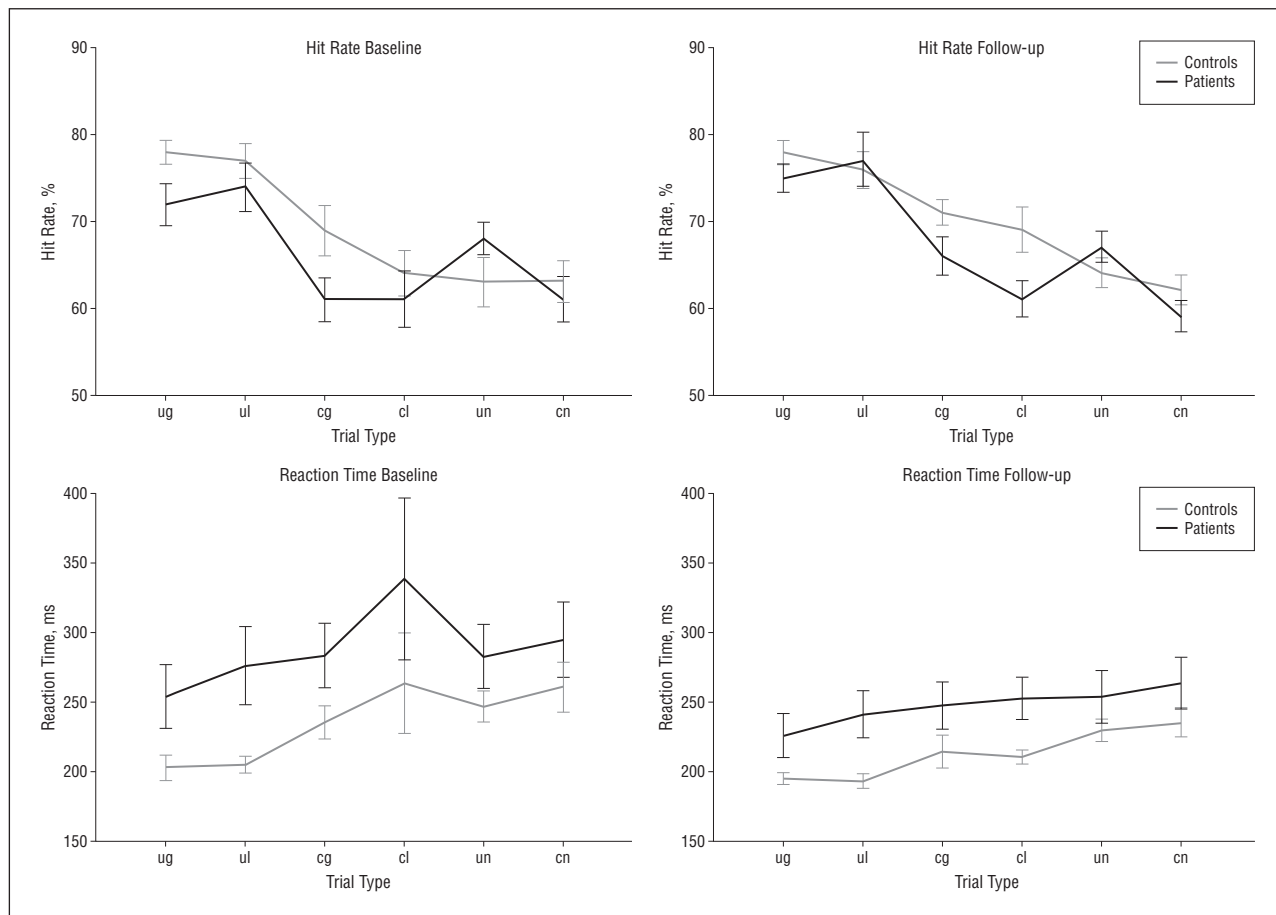 Hit Rate Baseline
90
80
70
60
50
Hit Rate, %
ug ul cg cl un cn
Trial Type
Hit Rate Follow-up
Controls
Patients
90
80
70
60
50
Hit Rate, %
ug ul cg cl un cn
Trial Type
Reaction Time Baseline
400
350
300
250
200
150
Reaction Time, ms
ug ul cg cl un cn
Trial Type
Reaction Time Follow-up
Controls
Patients
400
350
300
250
200
150
Reaction Time, ms
ug ul cg cl un cn
Trial Type